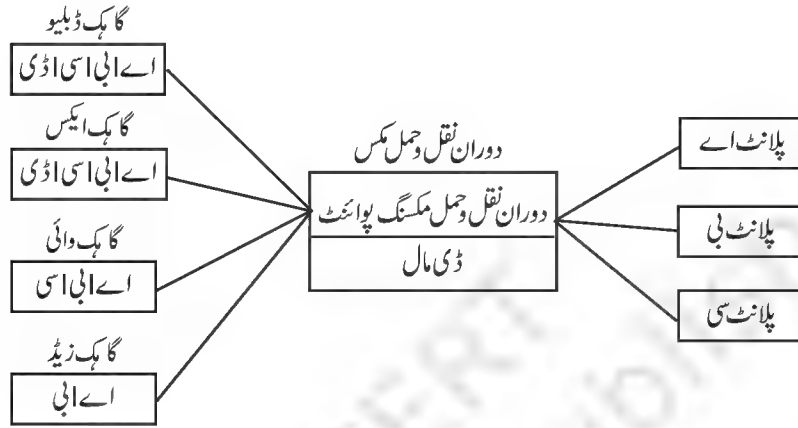 گاہک ڈبلیو
اے ا بی ا سی ا ڈی
گاہک ایکس
اے ا بی ا سی ا ڈی
گاہک وائی
اے ا بی ا سی
گاہک زیڈ
اے ا بی
دوران نقل و حمل مکس
دوران نقل و حمل مکسنگ پوائنٹ
ڈی مال
پلانٹ اے
پلانٹ بی
پلانٹ سی